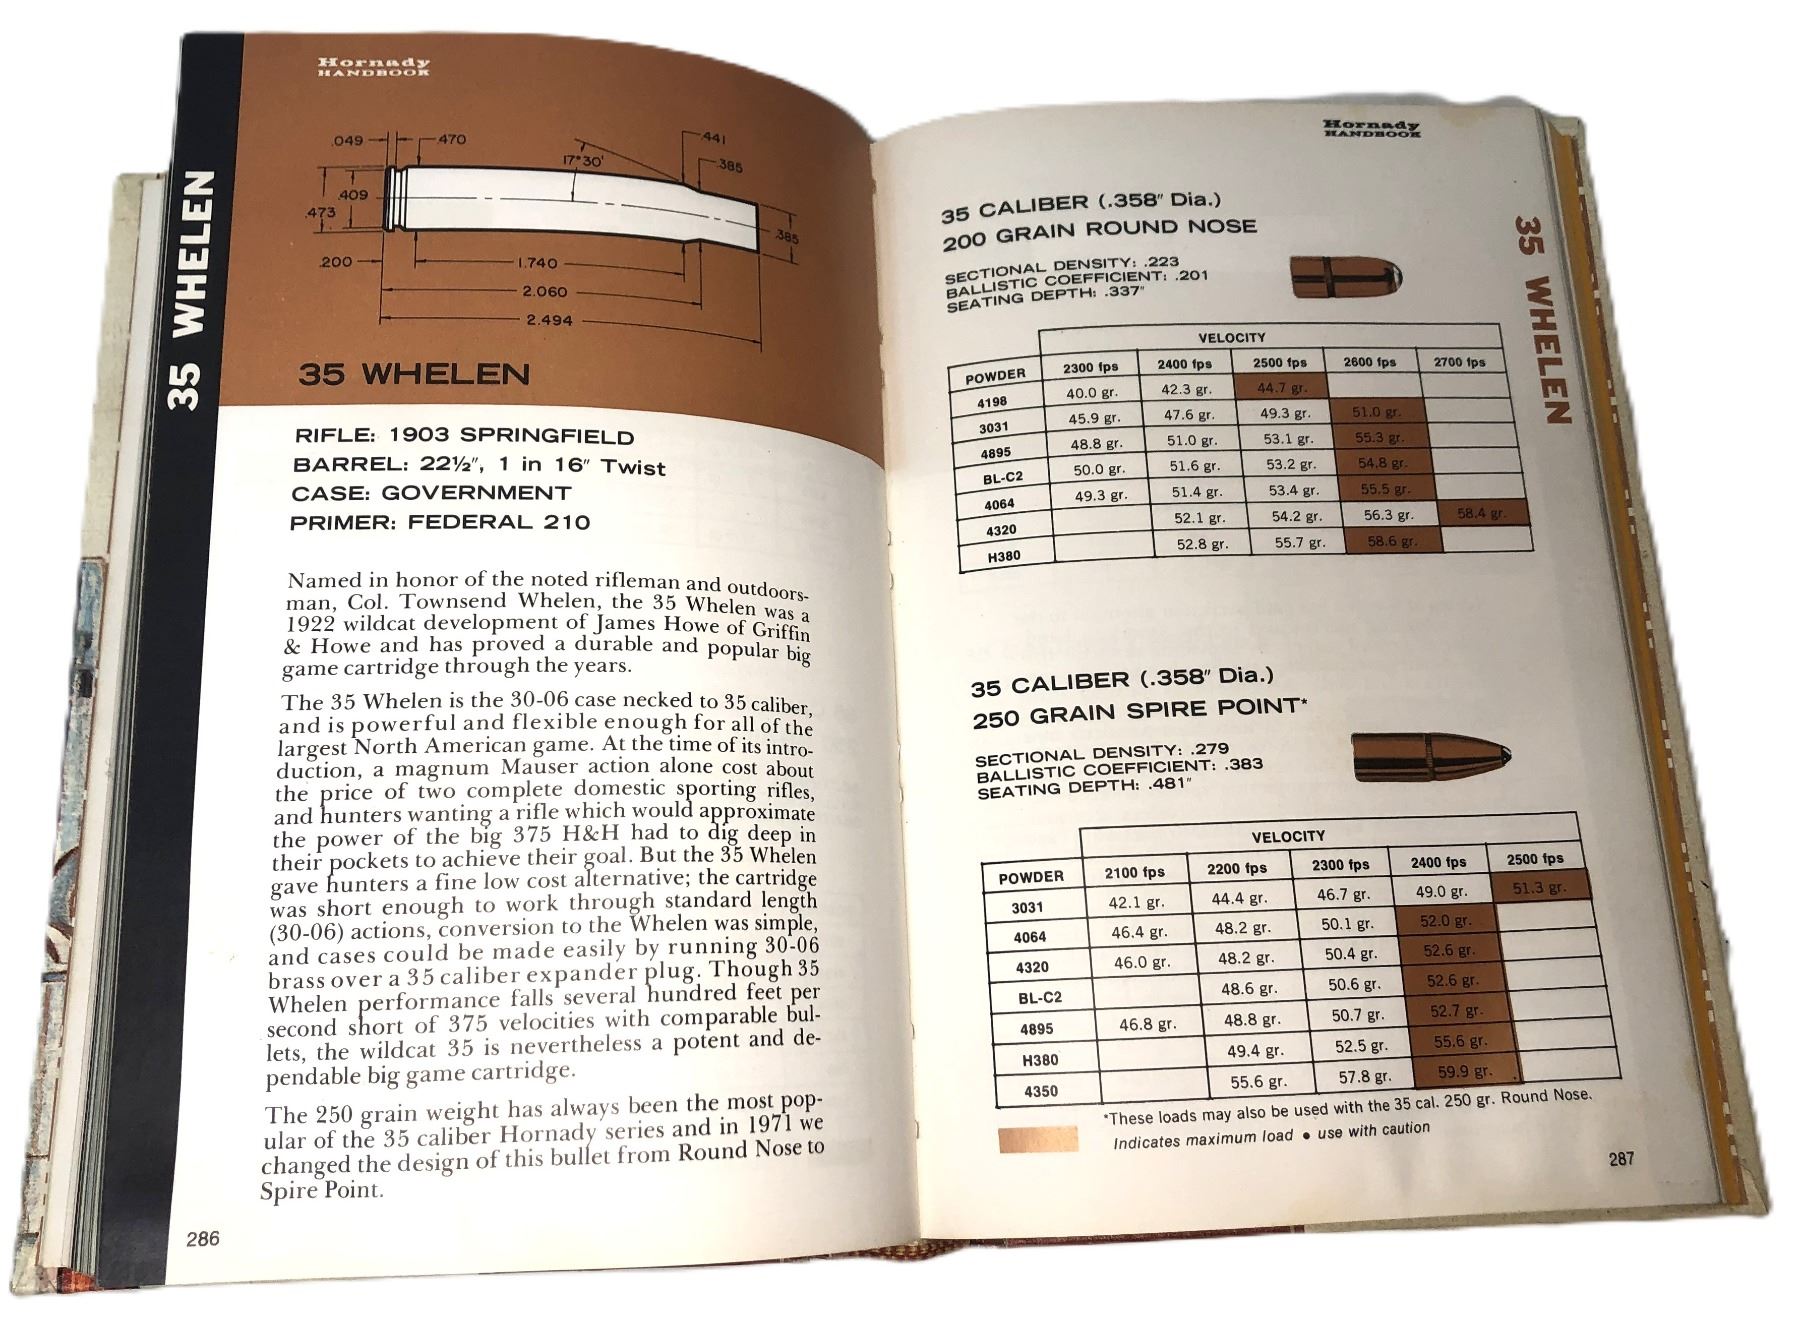 Hornady
HANDBOOK
.049
.470
.441
17°30'
.385
.409
.473
.385
.200
1.740
2.060
2.494
35 WHELEN
35 WHELEN
RIFLE: 1903 SPRINGFIELD
BARREL: 22½", 1 in 16" Twist
CASE: GOVERNMENT
PRIMER: FEDERAL 210
Named in honor of the noted rifleman and outdoors-
man, Col. Townsend Whelen, the 35 Whelen was a
1922 wildcat development of James Howe of Griffin
& Howe and has proved a durable and popular big
game cartridge through the years.
The 35 Whelen is the 30-06 case necked to 35 caliber,
and is powerful and flexible enough for all of the
largest North American game. At the time of its intro-
duction, a magnum Mauser action alone cost about
the price of two complete domestic sporting rifles,
and hunters wanting a rifle which would approximate
the power of the big 375 H&H had to dig deep in
their pockets to achieve their goal. But the 35 Whelen
gave hunters a fine low cost alternative; the cartridge
was short enough to work through standard length
(30-06) actions, conversion to the Whelen was simple,
and cases could be made easily by running 30-06
brass over a 35 caliber expander plug. Though 35
Whelen performance falls several hundred feet per
second short of 375 velocities with comparable bul-
lets, the wildcat 35 is nevertheless a potent and de-
pendable big game cartridge.
The 250 grain weight has always been the most pop-
ular of the 35 caliber Hornady series and in 1971 we
changed the design of this bullet from Round Nose to
Spire Point.
286
Hornady
HANDBOOK
35 WHELEN
35 CALIBER (.358" Dia.)
200 GRAIN ROUND NOSE
SECTIONAL DENSITY: .223
BALLISTIC COEFFICIENT: .201
SEATING DEPTH: .337"
VELOCITY
POWDER 2300 fps 2400 fps 2500 fps 2600 fps 2700 fps
4198 40.0 gr. 42.3 gr. 44.7 gr.
3031 45.9 gr. 47.6 gr. 49.3 gr. 51.0 gr.
4895 48.8 gr. 51.0 gr. 53.1 gr. 55.3 gr.
BL-C2 50.0 gr. 51.6 gr. 53.2 gr. 54.8 gr.
4064 49.3 gr. 51.4 gr. 53.4 gr. 55.5 gr.
4320 52.1 gr. 54.2 gr. 56.3 gr. 58.4 gr.
H380 52.8 gr. 55.7 gr. 58.6 gr.
35 CALIBER (.358" Dia.)
250 GRAIN SPIRE POINT*
SECTIONAL DENSITY: .279
BALLISTIC COEFFICIENT: .383
SEATING DEPTH: .481"
VELOCITY
POWDER 2100 fps 2200 fps 2300 fps 2400 fps 2500 fps
3031 42.1 gr. 44.4 gr. 46.7 gr. 49.0 gr. 51.3 gr.
4064 46.4 gr. 48.2 gr. 50.1 gr. 52.0 gr.
4320 46.0 gr. 48.2 gr. 50.4 gr. 52.6 gr.
BL-C2 48.6 gr. 50.6 gr. 52.6 gr.
4895 46.8 gr. 48.8 gr. 50.7 gr. 52.7 gr.
H380 49.4 gr. 52.5 gr. 55.6 gr.
4350 55.6 gr. 57.8 gr. 59.9 gr.
*These loads may also be used with the 35 cal. 250 gr. Round Nose.
Indicates maximum load • use with caution
287